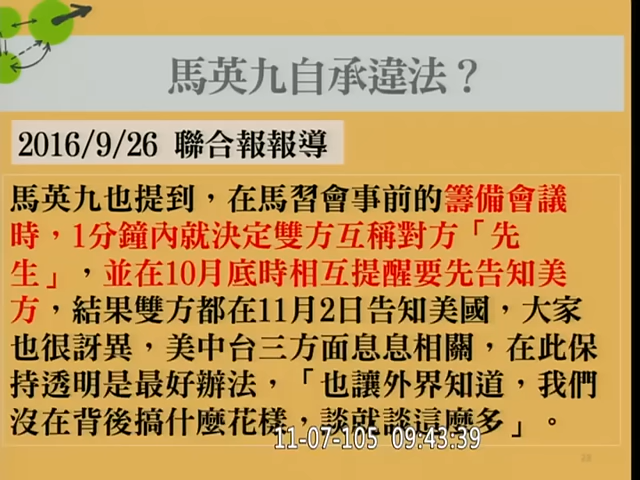 馬英九自承違法？
2016/9/26 聯合報報導
馬英九也提到，在馬習會事前的籌備會議
時，1分鐘內就決定雙方互稱對方「先
生」，並在10月底時相互提醒要先告知美
方，結果雙方都在11月2日告知美國，大家
也很訝異，美中台三方面息息相關，在此保
持透明是最好辦法，「也讓外界知道，我們
沒在背後搞什麼花樣，談就談這麼多」。
11-07-105 09:43:39
28